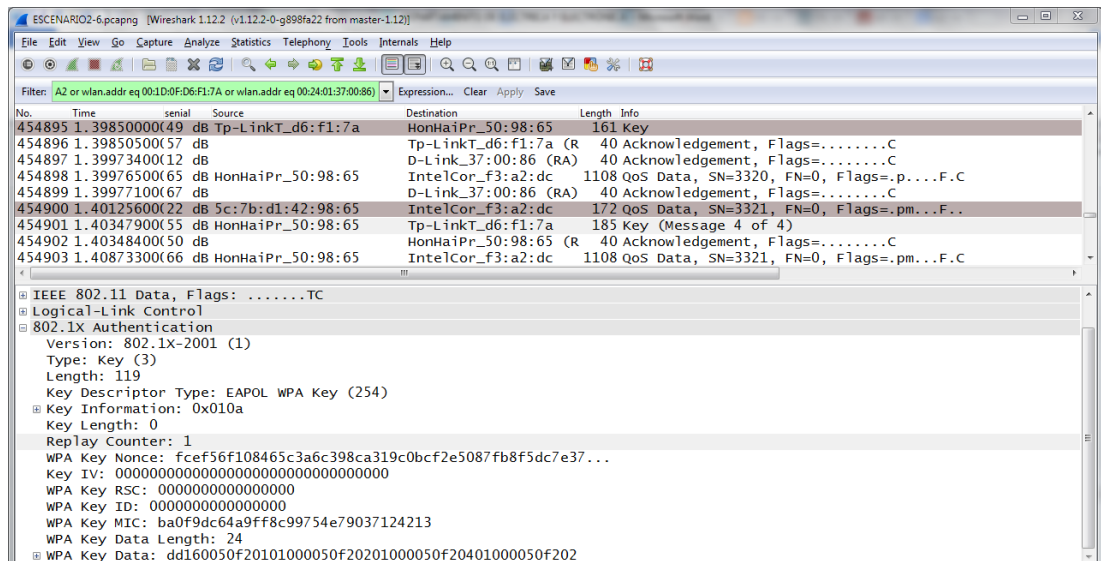 ESCENARIO2-6.pcapng [Wireshark 1.12.2 (v1.12.2-0-g898fa22 from master-1.12)]
File Edit View Go Capture Analyze Statistics Telephony Tools Internals Help
Filter: A2 or wlan.addr eq 00:1D:0F:D6:F1:7A or wlan.addr eq 00:24:01:37:00:86) Expression... Clear Apply Save
No. Time senial Source Destination Length Info
454895 1.39850000(49 dB Tp-LinkT_d6:f1:7a HonHaiPr_50:98:65 161 Key
454896 1.39850500(57 dB Tp-LinkT_d6:f1:7a (R 40 Acknowledgement, Flags=........C
454897 1.39973400(12 dB D-Link_37:00:86 (RA) 40 Acknowledgement, Flags=........C
454898 1.39976500(65 dB HonHaiPr_50:98:65 IntelCor_f3:a2:dc 1108 QoS Data, SN=3320, FN=0, Flags=.p....F.C
454899 1.39977100(67 dB D-Link_37:00:86 (RA) 40 Acknowledgement, Flags=........C
454900 1.40125600(22 dB 5c:7b:d1:42:98:65 IntelCor_f3:a2:dc 172 QoS Data, SN=3321, FN=0, Flags=.pm...F..
454901 1.40347900(55 dB HonHaiPr_50:98:65 Tp-LinkT_d6:f1:7a 185 Key (Message 4 of 4)
454902 1.40348400(50 dB HonHaiPr_50:98:65 (R 40 Acknowledgement, Flags=........C
454903 1.40873300(66 dB HonHaiPr_50:98:65 IntelCor_f3:a2:dc 1108 QoS Data, SN=3321, FN=0, Flags=.pm...F.C
IEEE 802.11 Data, Flags: .......TC
Logical-Link Control
802.1X Authentication
Version: 802.1X-2001 (1)
Type: Key (3)
Length: 119
Key Descriptor Type: EAPOL WPA Key (254)
Key Information: 0x010a
Key Length: 0
Replay Counter: 1
WPA Key Nonce: fcef56f108465c3a6c398ca319c0bcf2e5087fb8f5dc7e37...
Key IV: 00000000000000000000000000000000
WPA Key RSC: 0000000000000000
WPA Key ID: 0000000000000000
WPA Key MIC: ba0f9dc64a9ff8c99754e79037124213
WPA Key Data Length: 24
WPA Key Data: dd160050f20101000050f20201000050f20401000050f202